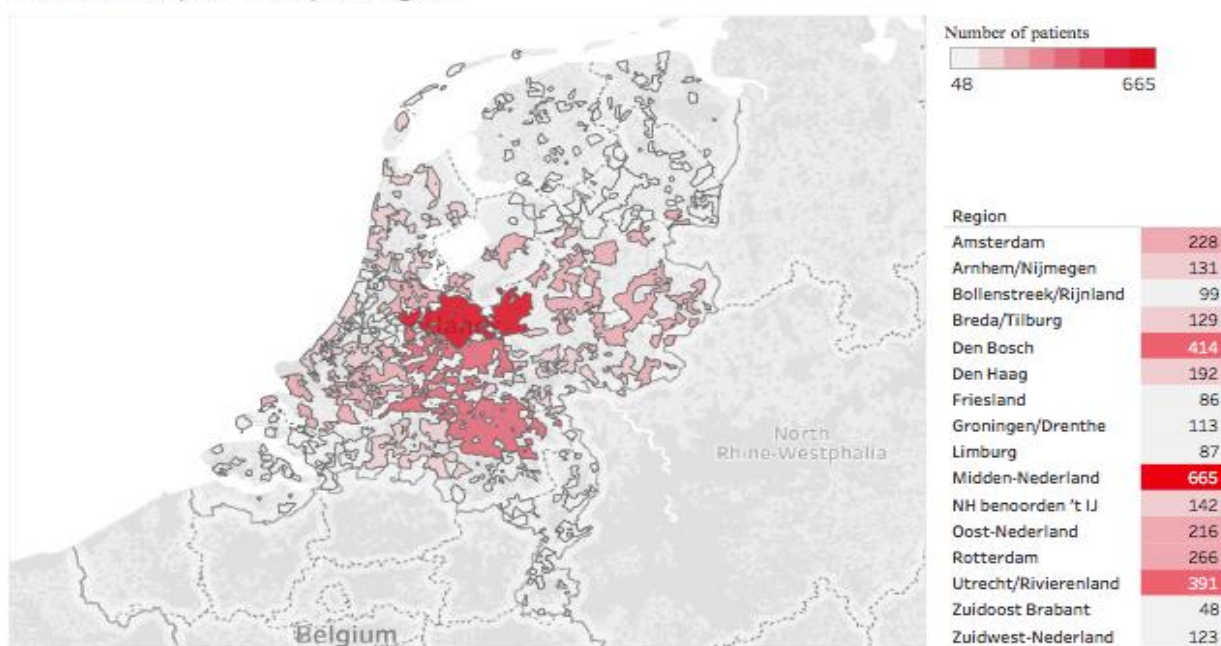 Number of patients
48 665
Region
Amsterdam 228
Arnhem/Nijmegen 131
Bollenstreek/Rijnland 99
Breda/Tilburg 129
Den Bosch 414
Den Haag 192
Friesland 86
Groningen/Drenthe 113
Limburg 87
Midden-Nederland 665
NH benoorden 't IJ 142
Oost-Nederland 216
Rotterdam 266
Utrecht/Rivierenland 391
Zuidoost Brabant 48
Zuidwest-Nederland 123
North
Rhine-Westphalia
Belgium